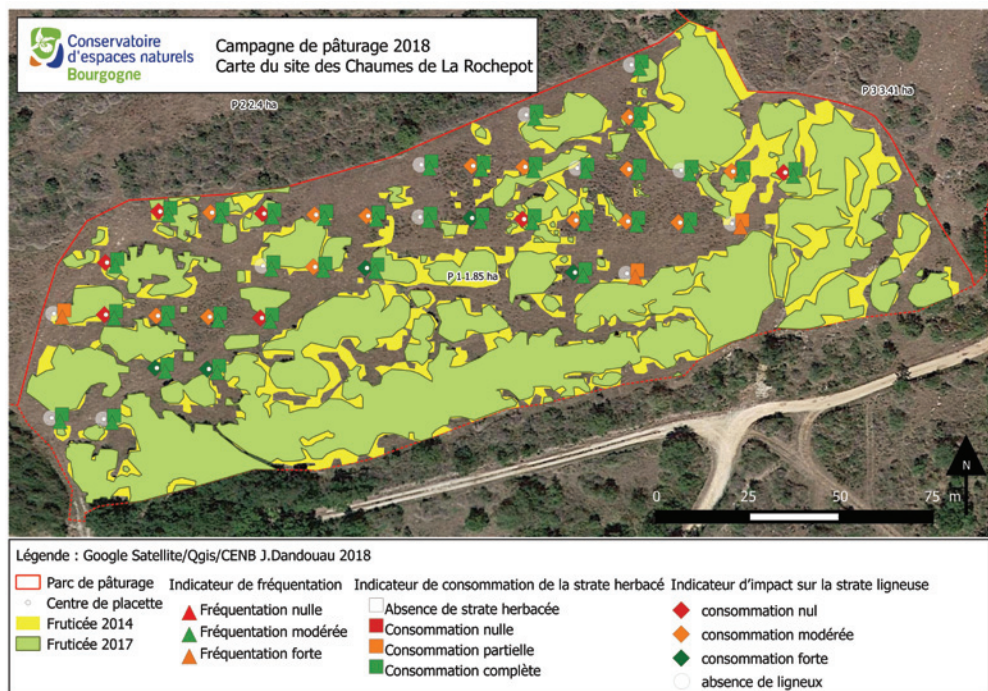 Conservatoire
d'espaces naturels
Bourgogne
Campagne de pâturage 2018
Carte du site des Chaumes de La Rochepot
P 2 2.4 ha
P 3 3.41 ha
P 1 1.85 ha
N
0 25 50 75 m
Légende : Google Satellite/Qgis/CENB J.Dandouau 2018
Parc de pâturage
Centre de placette
Fruticée 2014
Fruticée 2017
Indicateur de fréquentation
Fréquentation nulle
Fréquentation modérée
Fréquentation forte
Indicateur de consommation de la strate herbacé
Absence de strate herbacée
Consommation nulle
Consommation partielle
Consommation complète
Indicateur d'impact sur la strate ligneuse
consommation nul
consommation modérée
consommation forte
absence de ligneux